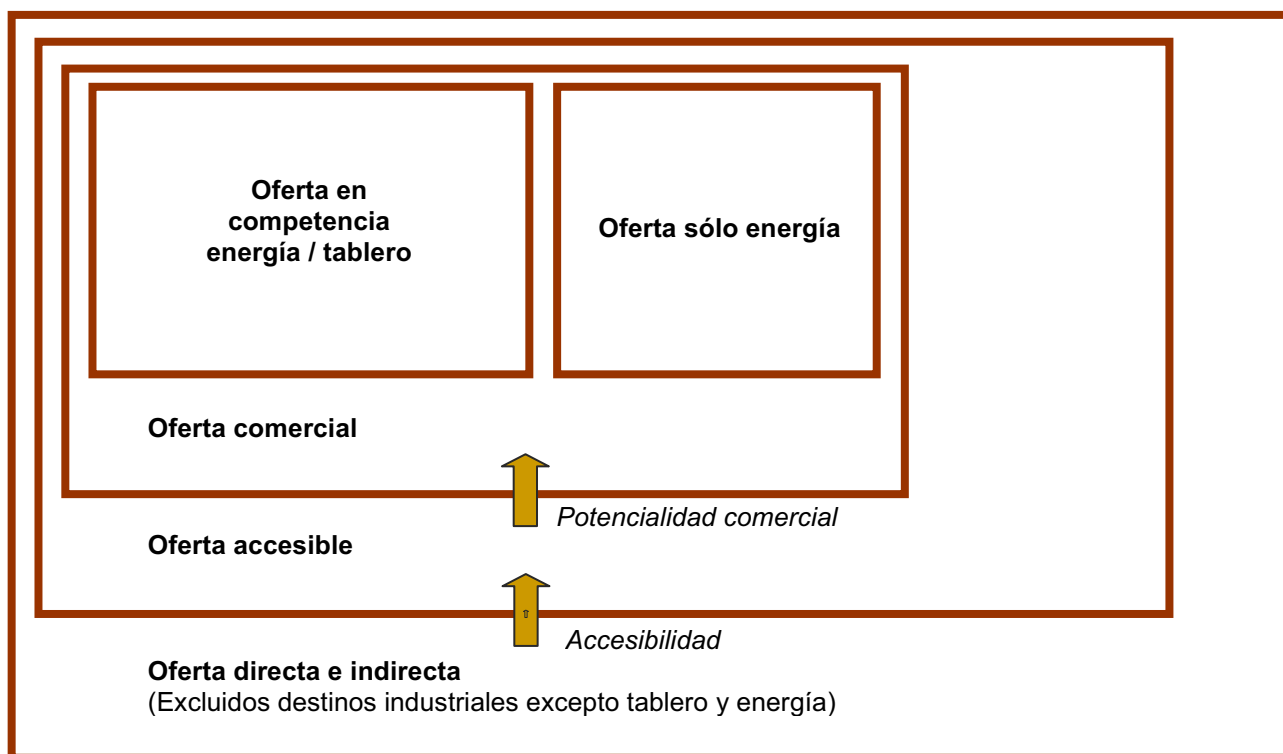 Oferta en
competencia
energía / tablero
Oferta sólo energía
Oferta comercial
Potencialidad comercial
Oferta accesible
Accesibilidad
Oferta directa e indirecta
(Excluidos destinos industriales excepto tablero y energía)